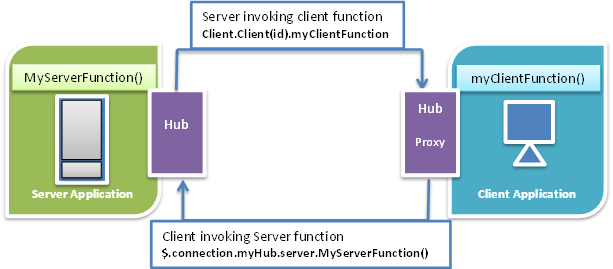 Server invoking client function
Client.Client(id).myClientFunction
MyServerFunction()
myClientFunction()
Hub
Hub
Proxy
Server Application
Client Application
Client invoking Server function
$.connection.myHub.server.MyServerFunction()